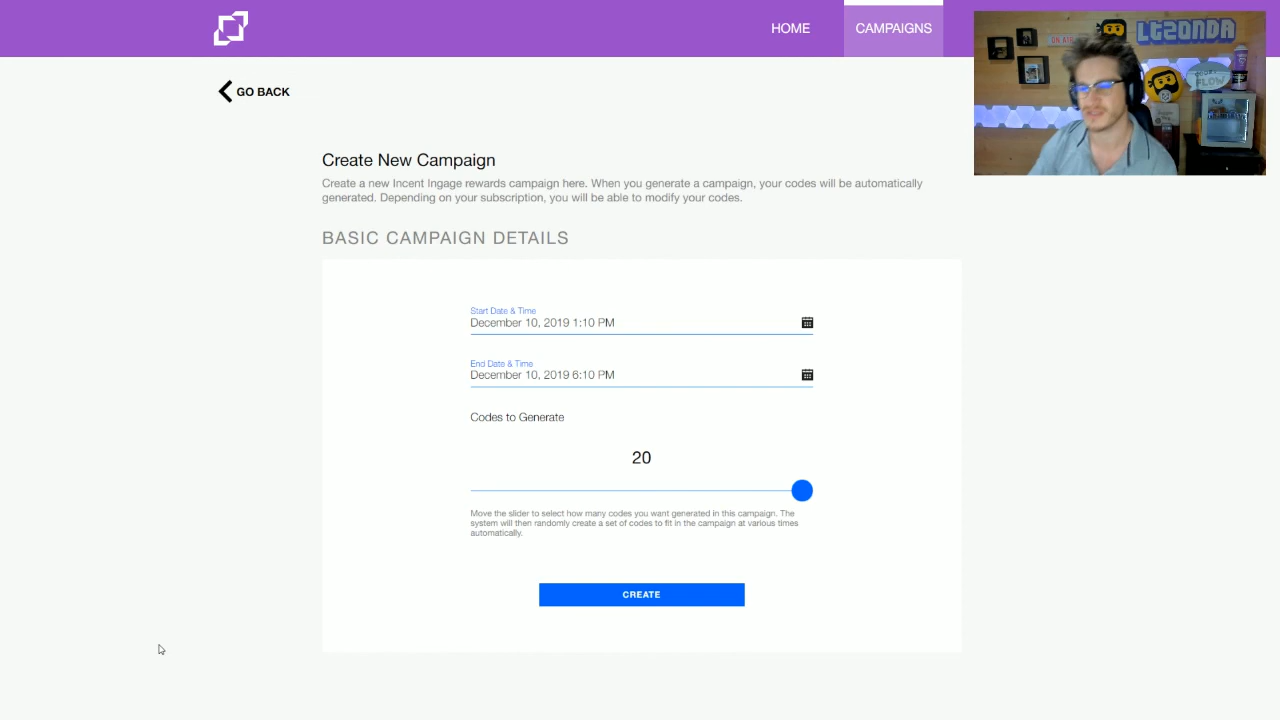 HOME
CAMPAIGNS
LTZONDA
ON AIR
FLOW
GO BACK
Create New Campaign
Create a new Incent Ingage rewards campaign here. When you generate a campaign, your codes will be automatically
generated. Depending on your subscription, you will be able to modify your codes.
BASIC CAMPAIGN DETAILS
Start Date & Time
December 10, 2019 1:10 PM
End Date & Time
December 10, 2019 6:10 PM
Codes to Generate
20
Move the slider to select how many codes you want generated in this campaign. The
system will then randomly create a set of codes to fit in the campaign at various times
automatically.
CREATE